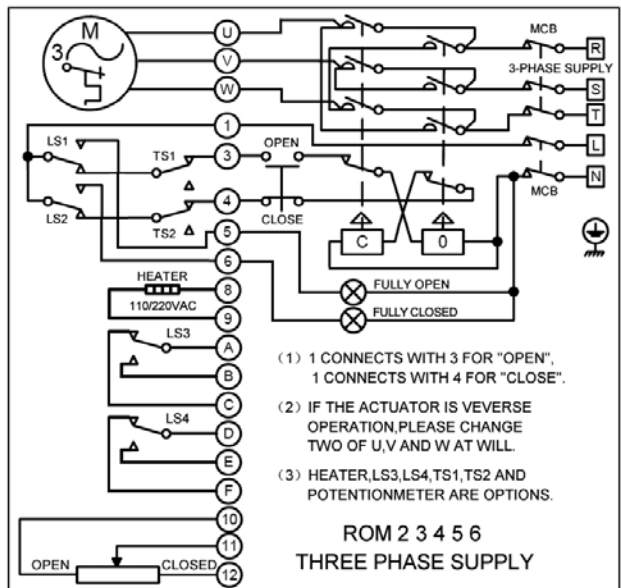 M
3
U
V
W
MCB
R
3-PHASE SUPPLY
S
T
1
L
LS1
TS1
3
OPEN
N
MCB
LS2
TS2
4
CLOSE
5
C
0
6
HEATER
8
FULLY OPEN
110/220VAC
9
FULLY CLOSED
LS3
A
B
C
LS4
D
E
F
(1) 1 CONNECTS WITH 3 FOR "OPEN",
1 CONNECTS WITH 4 FOR "CLOSE".
(2) IF THE ACTUATOR IS VEVERSE
OPERATION,PLEASE CHANGE
TWO OF U,V AND W AT WILL.
(3) HEATER,LS3,LS4,TS1,TS2 AND
POTENTIONMETER ARE OPTIONS.
10
11
OPEN
CLOSED
12
ROM 2 3 4 5 6
THREE PHASE SUPPLY